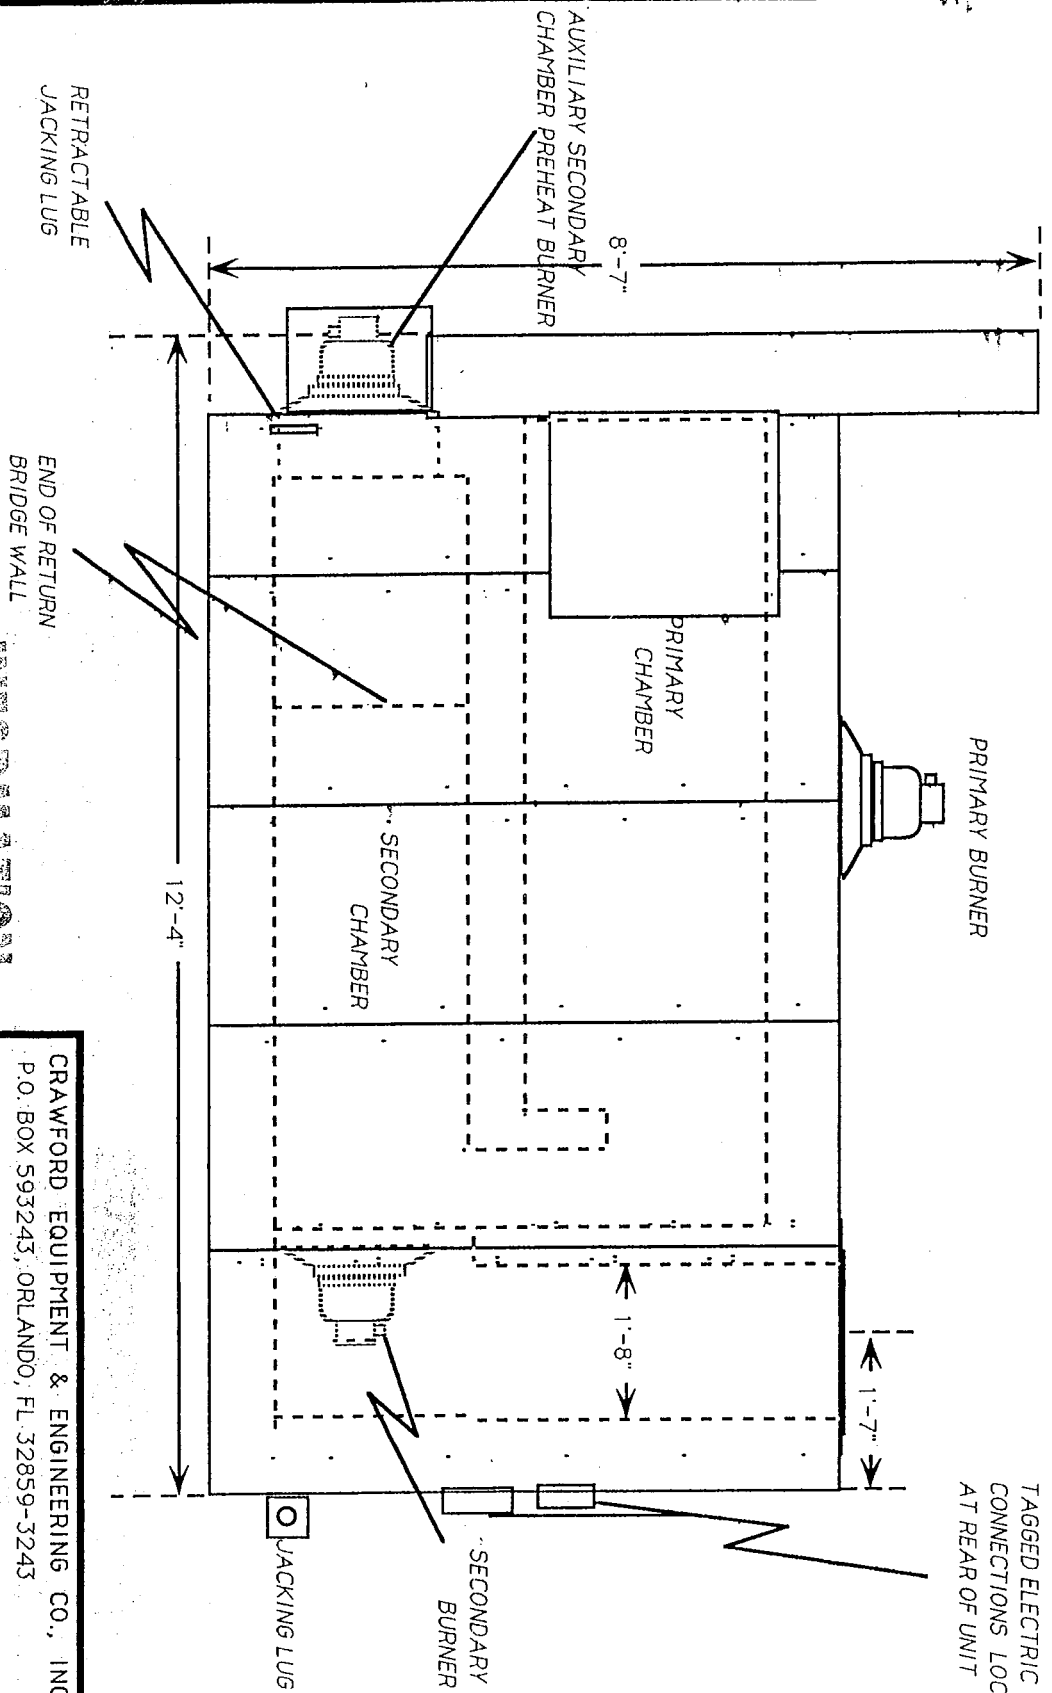 TAGGED ELECTRIC
CONNECTIONS LOC
AT REAR OF UNIT
PRIMARY BURNER
AUXILIARY SECONDARY
CHAMBER PREHEAT BURNER
8'-7"
PRIMARY
CHAMBER
1'-7"
1'-8"
SECONDARY
CHAMBER
SECONDARY
BURNER
12'-4"
JACKING LUG
RETRACTABLE
JACKING LUG
END OF RETURN
BRIDGE WALL
CRAWFORD EQUIPMENT & ENGINEERING CO., INC
P.O. BOX 593243, ORLANDO, FL 32859-3243